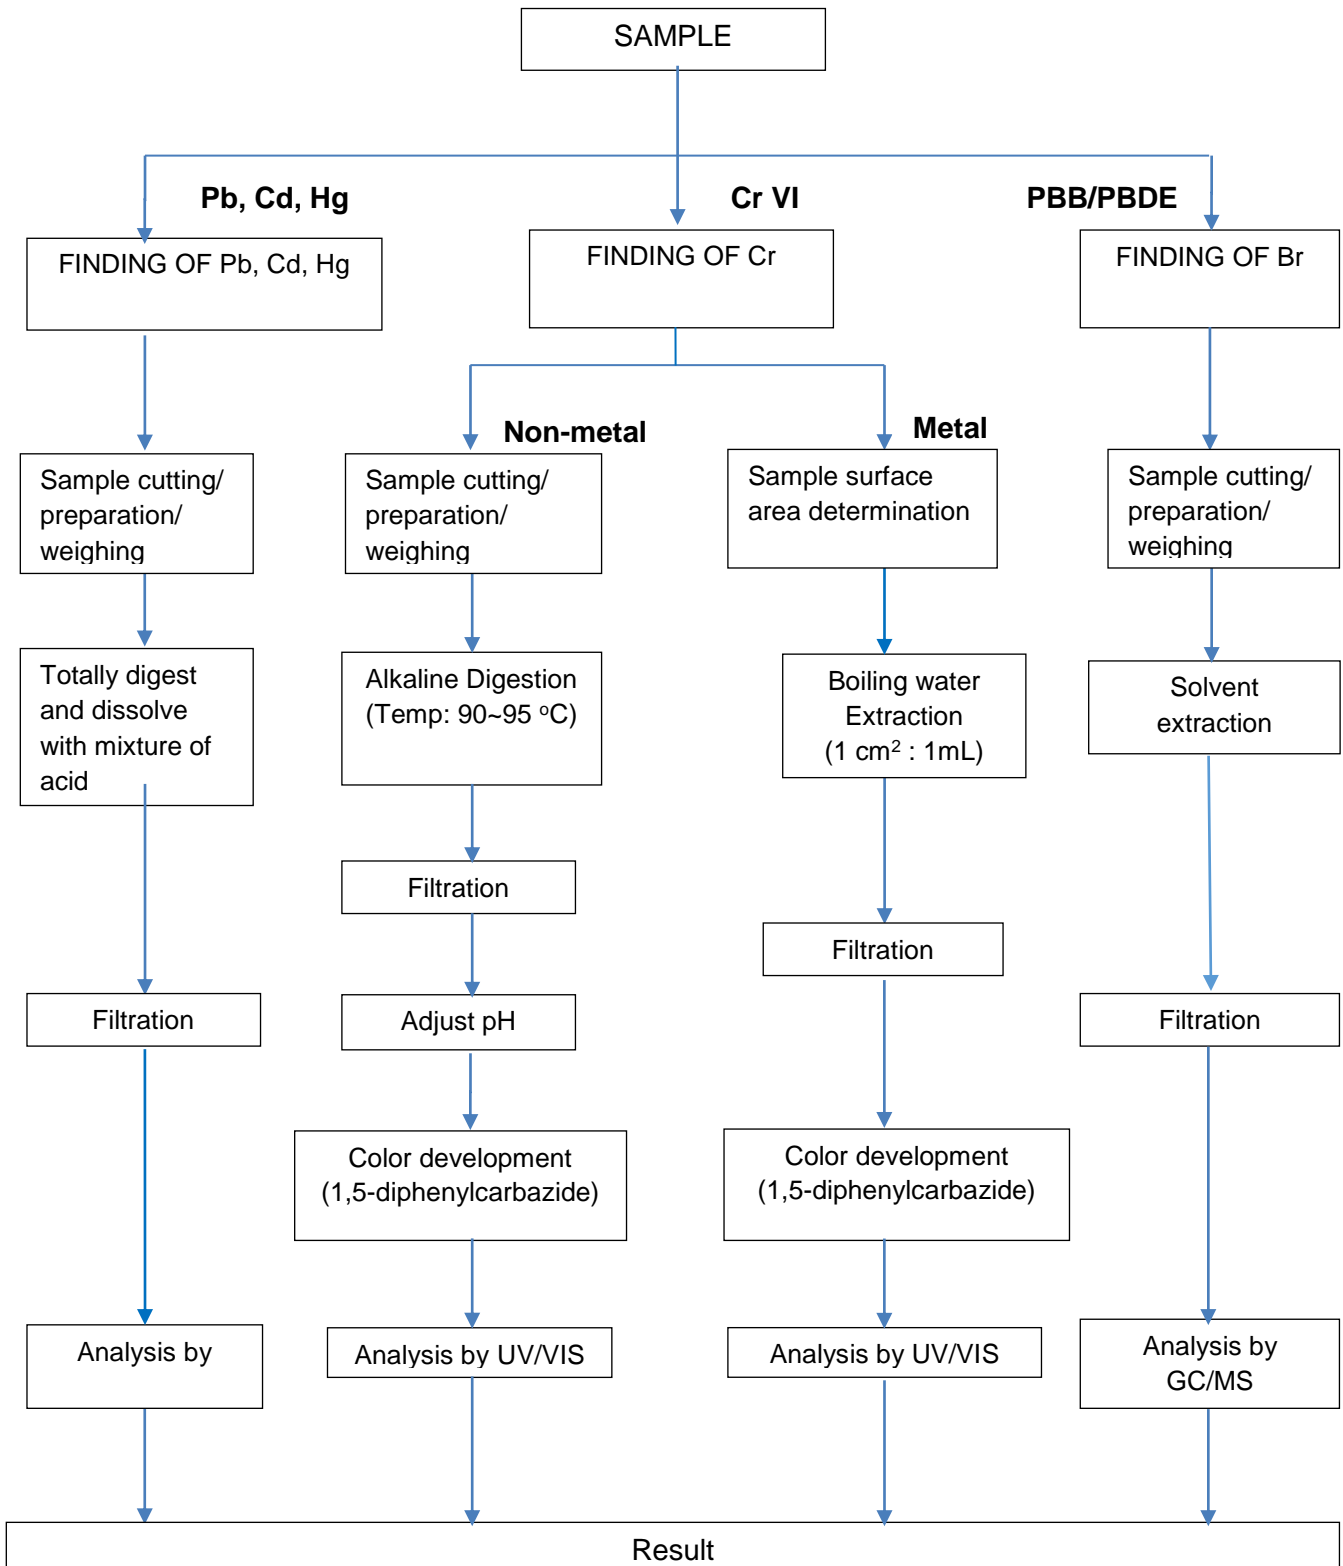 SAMPLE
Pb, Cd, Hg
Cr VI
PBB/PBDE
FINDING OF Pb, Cd, Hg
FINDING OF Cr
FINDING OF Br
Non-metal
Metal
Sample cutting/
preparation/
weighing
Sample cutting/
preparation/
weighing
Sample surface
area determination
Sample cutting/
preparation/
weighing
Totally digest
and dissolve
with mixture of
acid
Alkaline Digestion
(Temp: 90~95 °C)
Boiling water
Extraction
(1 cm² : 1mL)
Solvent
extraction
Filtration
Filtration
Filtration
Adjust pH
Filtration
Color development
(1,5-diphenylcarbazide)
Color development
(1,5-diphenylcarbazide)
Analysis by
Analysis by UV/VIS
Analysis by UV/VIS
Analysis by
GC/MS
Result